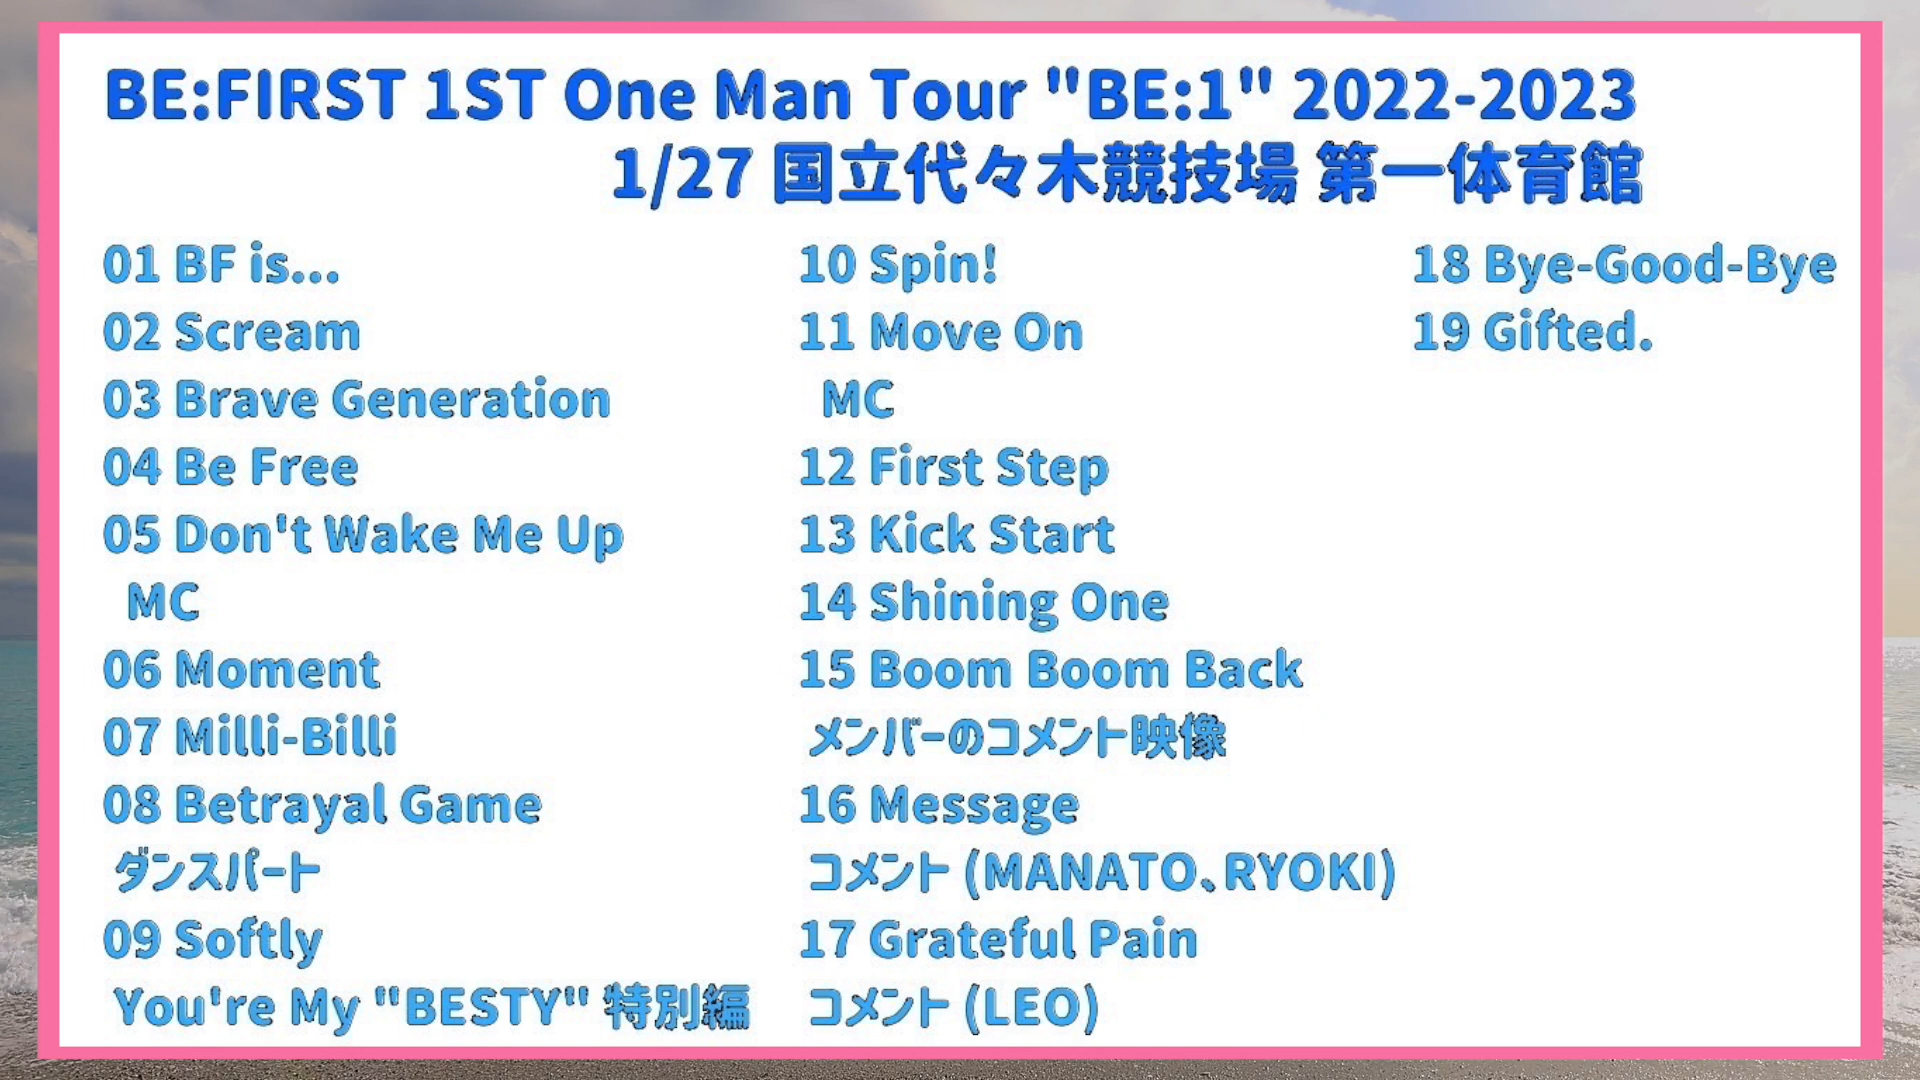 BE:FIRST 1ST One Man Tour "BE:1" 2022-2023
1/27 国立代々木競技場 第一体育館
01 BF is...
02 Scream
03 Brave Generation
04 Be Free
05 Don't Wake Me Up
MC
06 Moment
07 Milli-Billi
08 Betrayal Game
ダンスパート
09 Softly
You're My "BESTY" 特別編
10 Spin!
11 Move On
MC
12 First Step
13 Kick Start
14 Shining One
15 Boom Boom Back
メンバーのコメント映像
16 Message
コメント (MANATO、RYOKI)
17 Grateful Pain
コメント (LEO)
18 Bye-Good-Bye
19 Gifted.